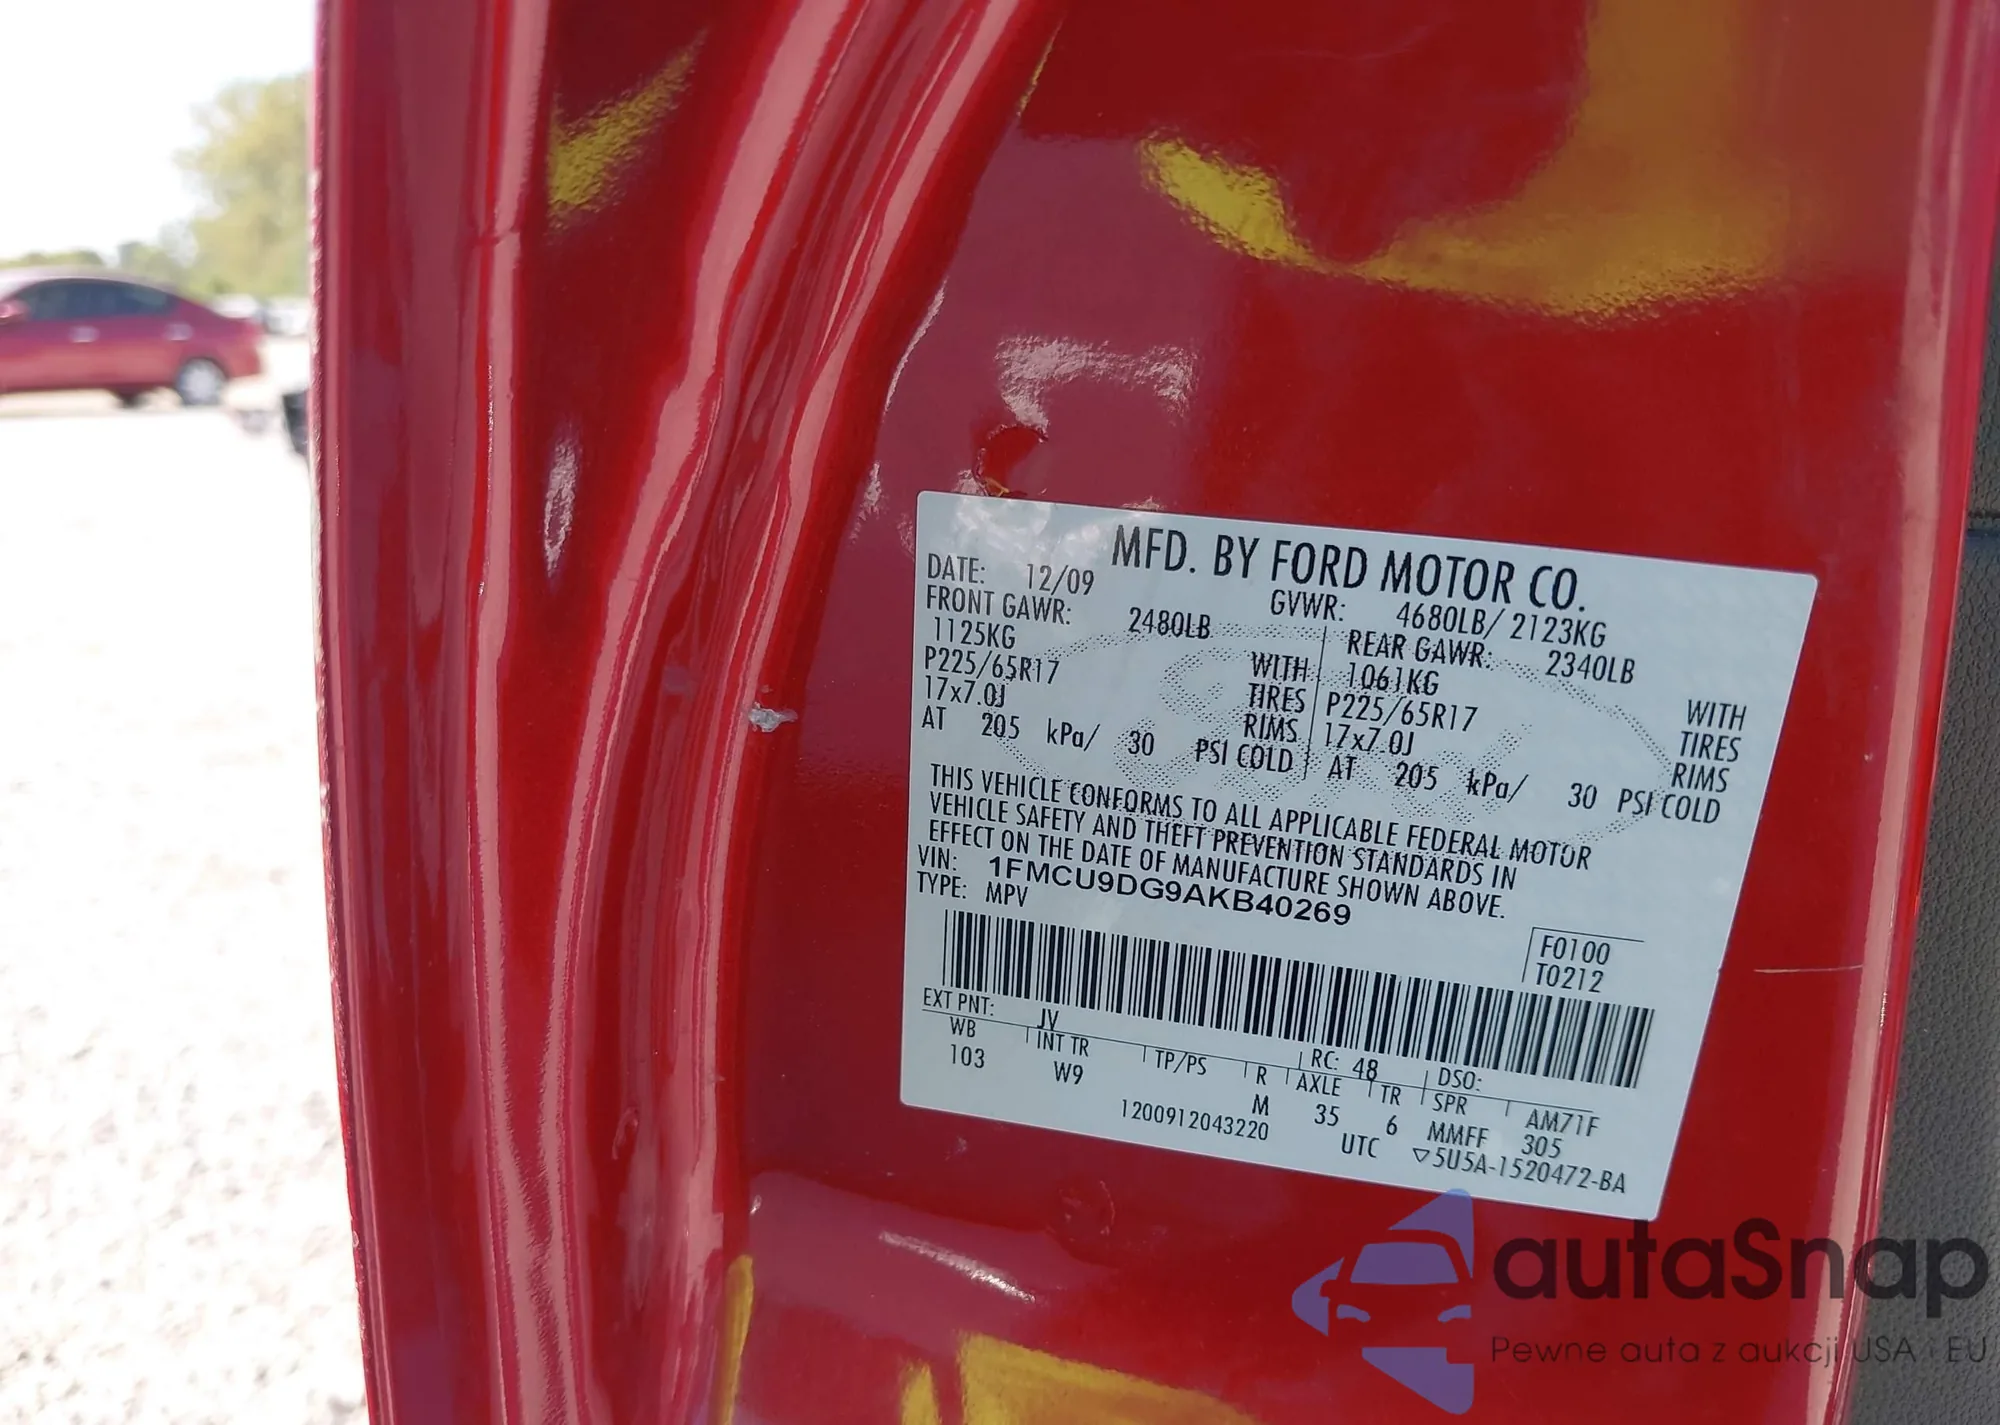 MFD. BY FORD MOTOR CO.
DATE: 12/09 GVWR: 4680LB/ 2123KG
FRONT GAWR: 2480LB REAR GAWR: 2340LB
1125KG WITH 1061KG WITH
P225/65R17 TIRES P225/65R17 TIRES
17x7.0J RIMS 17x7.0J RIMS
AT 205 kPa/ 30 PSI COLD AT 205 kPa/ 30 PSI COLD
THIS VEHICLE CONFORMS TO ALL APPLICABLE FEDERAL MOTOR
VEHICLE SAFETY AND THEFT PREVENTION STANDARDS IN
EFFECT ON THE DATE OF MANUFACTURE SHOWN ABOVE.
VIN: 1FMCU9DG9AKB40269
TYPE: MPV
F0100
T0212
EXT PNT: JV RC: 48 DSO:
WB INT TR TP/PS R AXLE TR SPR AM71F
103 W9 M 35 6 MMFF 305
1200912043220 UTC ▽5U5A-1520472-BA
autaSnap
Pewne auta z aukcji USA i EU